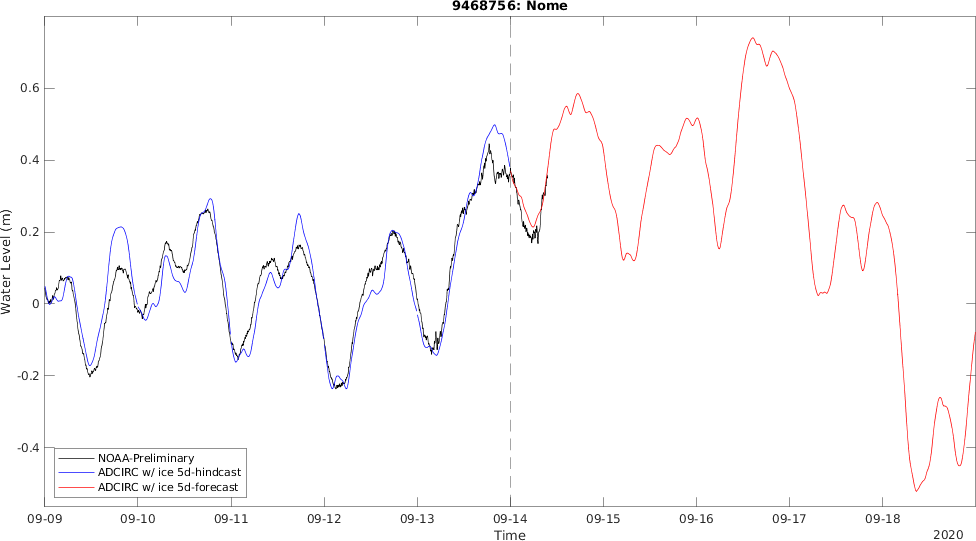 9468756: Nome
Water Level (m)
0.6
0.4
0.2
0
-0.2
-0.4
NOAA-Preliminary
ADCIRC w/ ice 5d-hindcast
ADCIRC w/ ice 5d-forecast
09-09 09-10 09-11 09-12 09-13 09-14 09-15 09-16 09-17 09-18
Time
2020